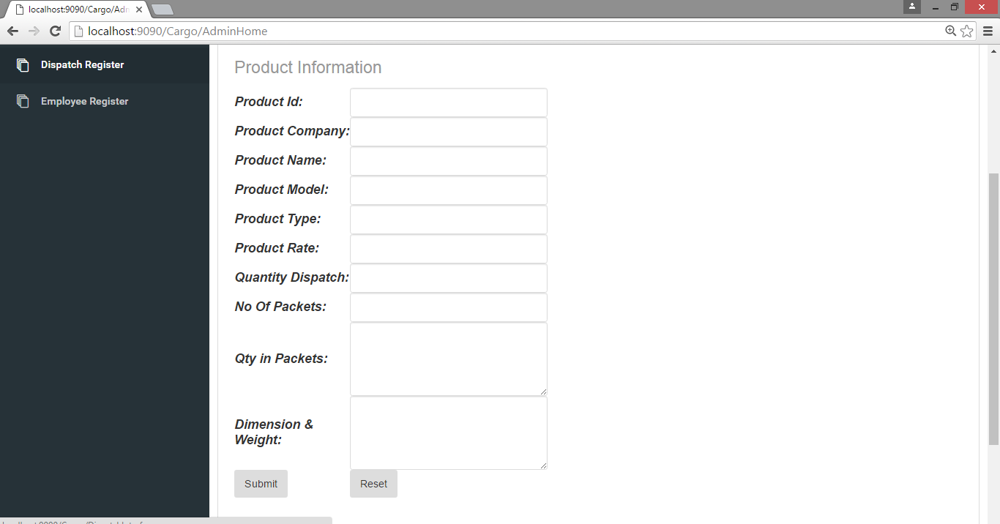 localhost:9090/Cargo/Adm
localhost:9090/Cargo/AdminHome
Dispatch Register
Employee Register
Product Information
Product Id:
Product Company:
Product Name:
Product Model:
Product Type:
Product Rate:
Quantity Dispatch:
No Of Packets:
Qty in Packets:
Dimension &
Weight:
Submit
Reset